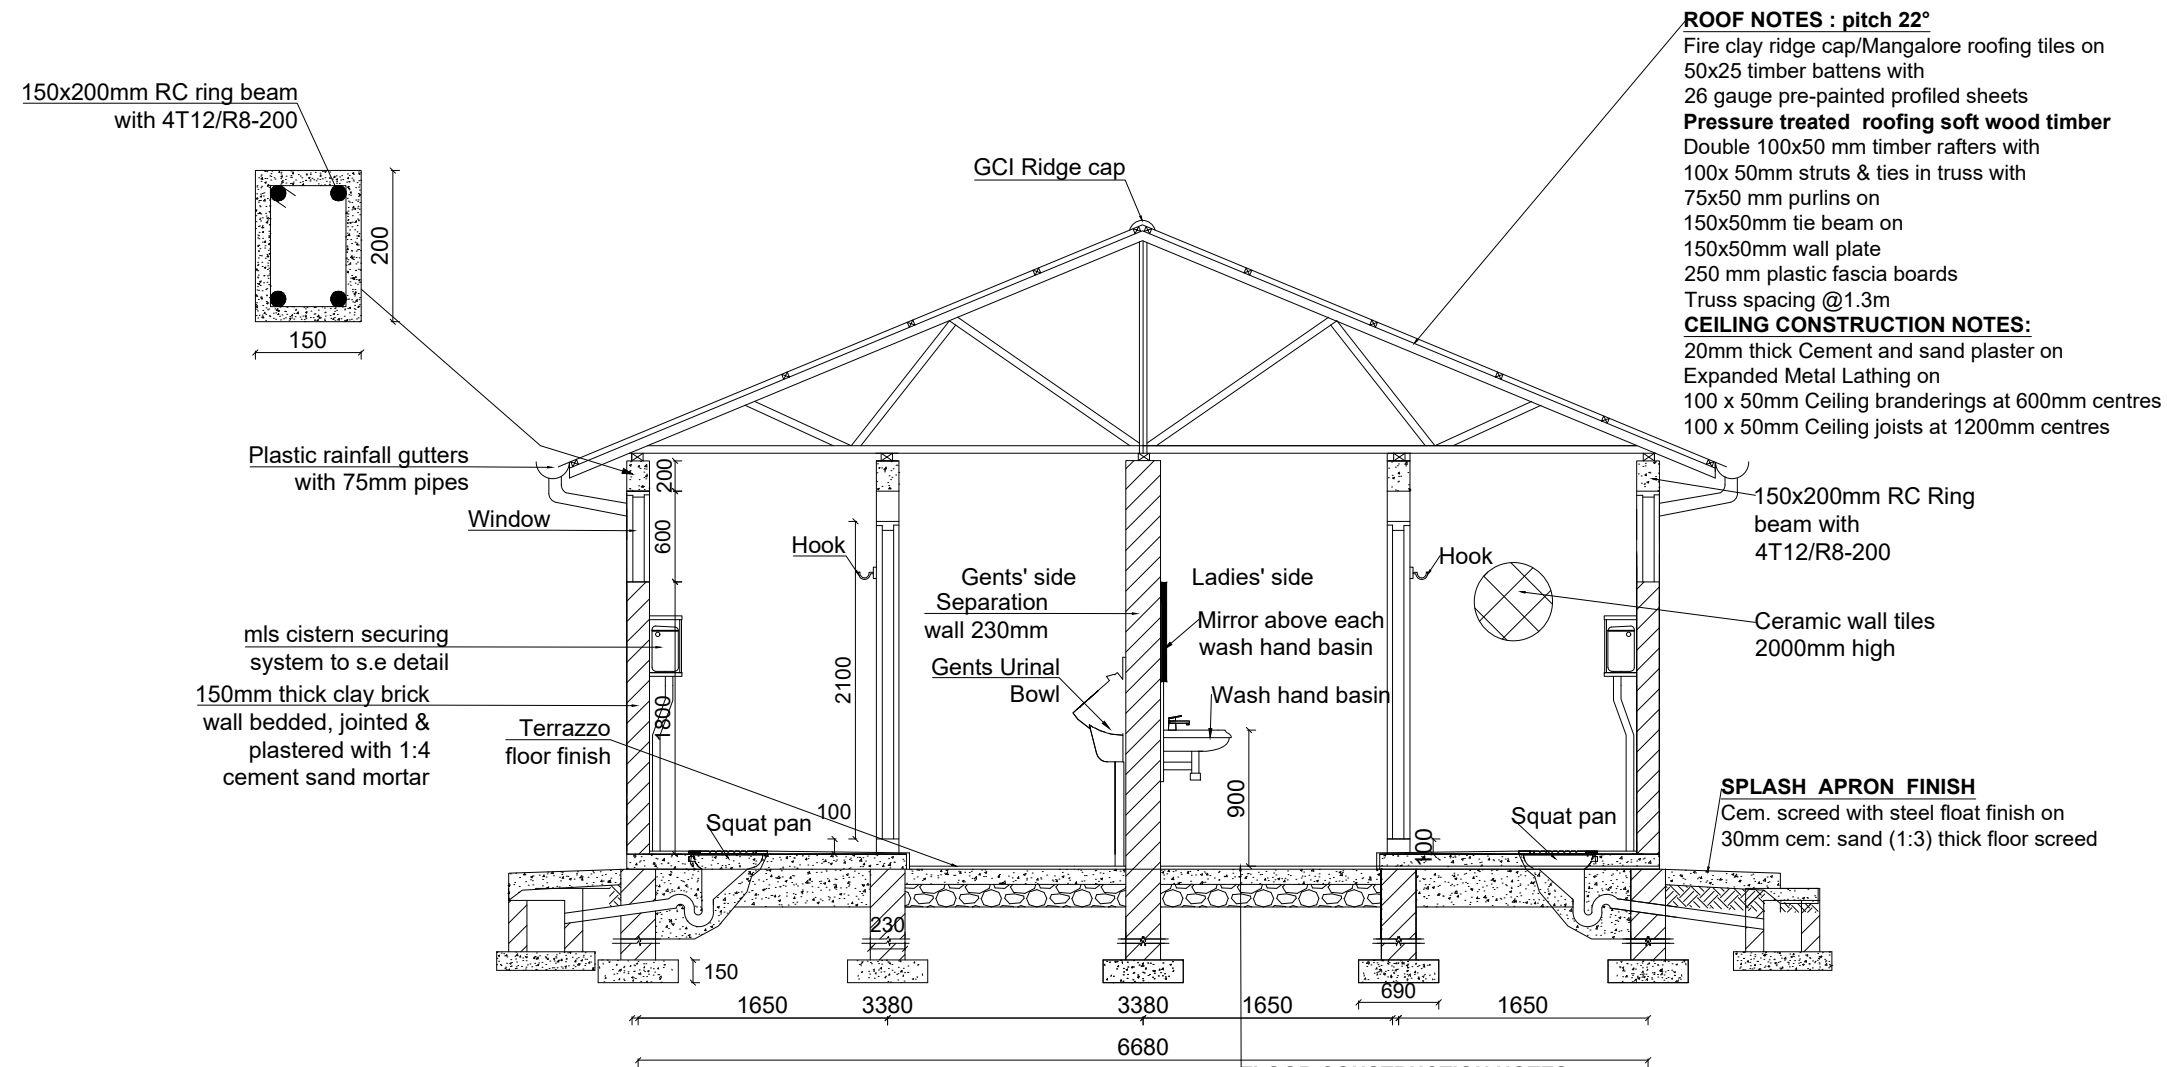 150x200mm RC ring beam
with 4T12/R8-200
200
150
GCI Ridge cap
ROOF NOTES : pitch 22°
Fire clay ridge cap/Mangalore roofing tiles on
50x25 timber battens with
26 gauge pre-painted profiled sheets
Pressure treated roofing soft wood timber
Double 100x50 mm timber rafters with
100x 50mm struts & ties in truss with
75x50 mm purlins on
150x50mm tie beam on
150x50mm wall plate
250 mm plastic fascia boards
Truss spacing @1.3m
CEILING CONSTRUCTION NOTES:
20mm thick Cement and sand plaster on
Expanded Metal Lathing on
100 x 50mm Ceiling branderings at 600mm centres
100 x 50mm Ceiling joists at 1200mm centres
Plastic rainfall gutters
with 75mm pipes
Window
mls cistern securing
system to s.e detail
150mm thick clay brick
wall bedded, jointed &
plastered with 1:4
cement sand mortar
Terrazzo
floor finish
200
600
1800
Squat pan
100
2100
Hook
Gents' side
Separation
wall 230mm
Gents Urinal
Bowl
Ladies' side
Mirror above each
wash hand basin
Wash hand basin
900
Hook
100
Squat pan
150x200mm RC Ring
beam with
4T12/R8-200
Ceramic wall tiles
2000mm high
SPLASH APRON FINISH
Cem. screed with steel float finish on
30mm cem: sand (1:3) thick floor screed
230
150
690
1650
3380
3380
1650
1650
6680
FLOOR CONSTRUCTION NOTES